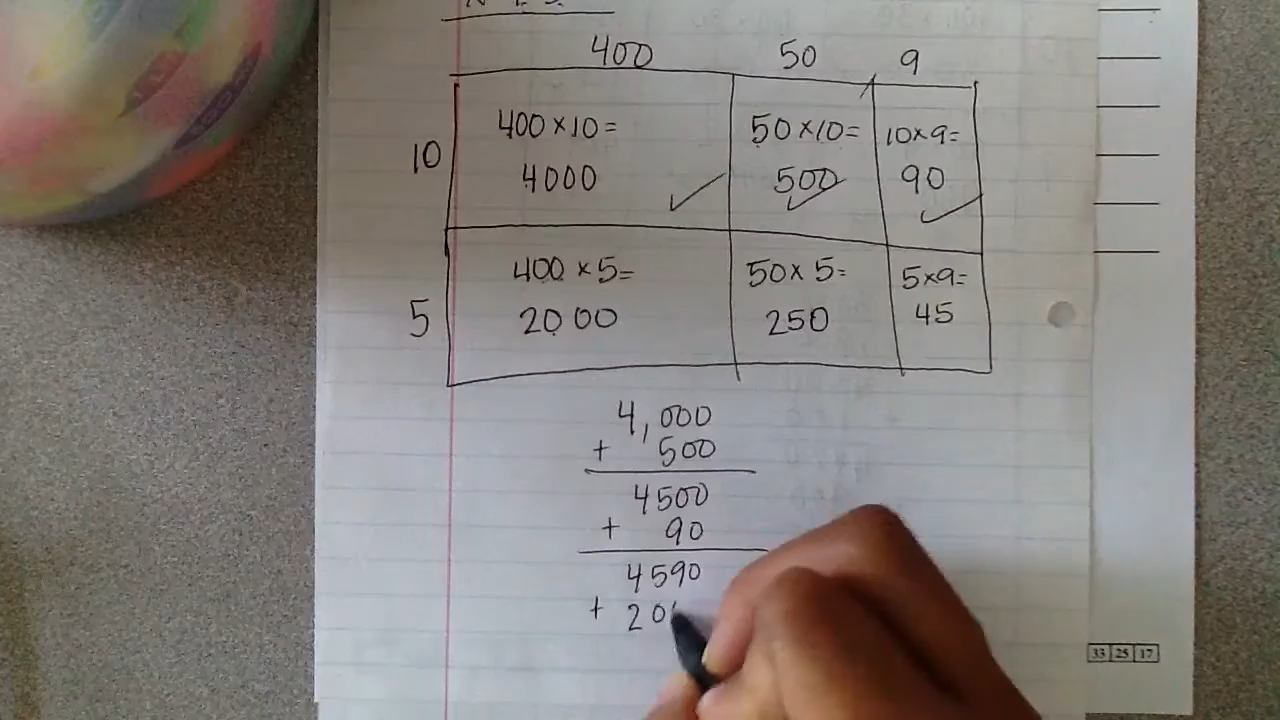 400 50 9
400 x 10 = 50 x 10 = 10 x 9 =
10 4000 500 90
400 x 5 = 50 x 5 = 5 x 9 =
5 2000 250 45
4,000
+ 500
4500
+ 90
4590
+ 20
33 25 17